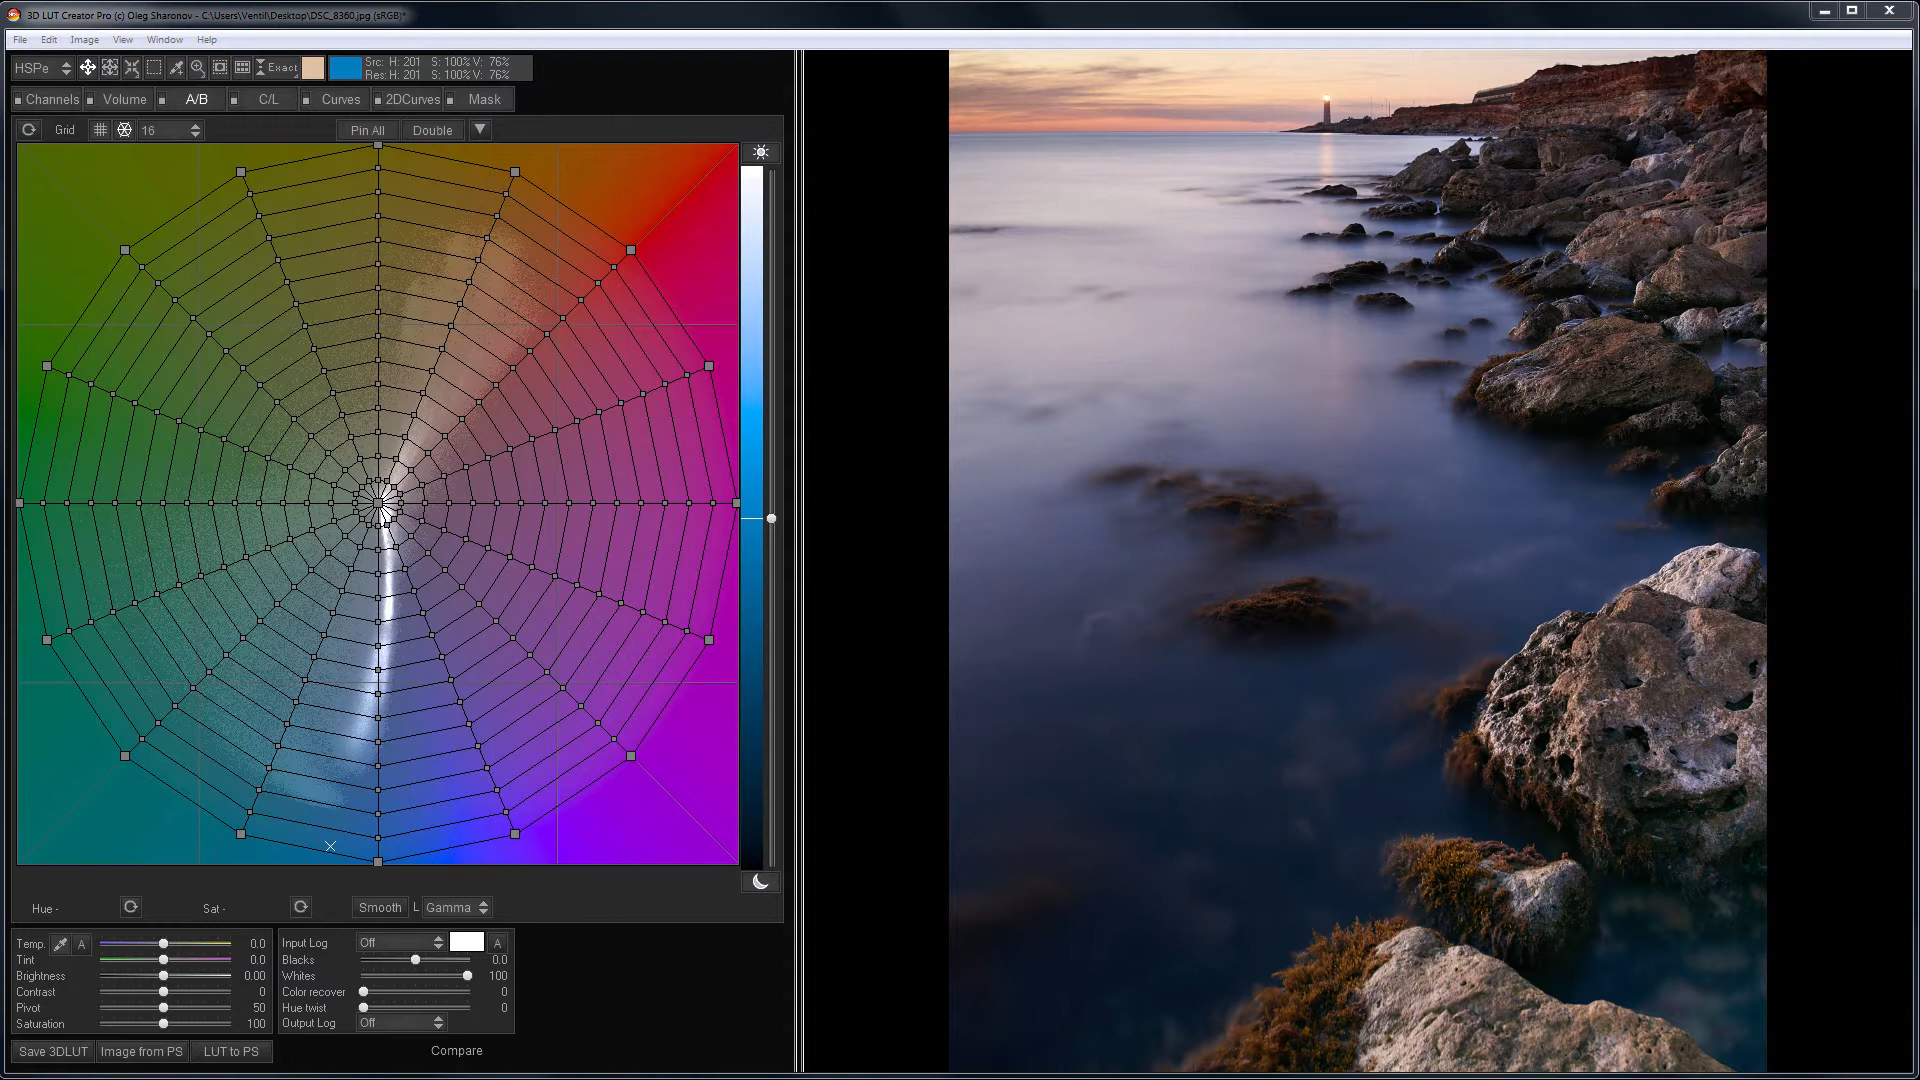 3D LUT Creator Pro (c) Oleg Sharonov - C:\Users\Ventil\Desktop\DSC_8360.jpg (sRGB)*
File Edit Image View Window Help
HSPe Exact Src: H: 201 S: 100% V: 76%
Res: H: 201 S: 100% V: 76%
Channels Volume A/B C/L Curves 2DCurves Mask
Grid 16 Pin All Double
Hue - Sat - Smooth L Gamma
Temp. A 0.0 Input Log Off A
Tint 0.0 Blacks 0.0
Brightness 0.00 Whites 100
Contrast 0 Color recover 0
Pivot 50 Hue twist 0
Saturation 100 Output Log Off
Save 3DLUT Image from PS LUT to PS Compare